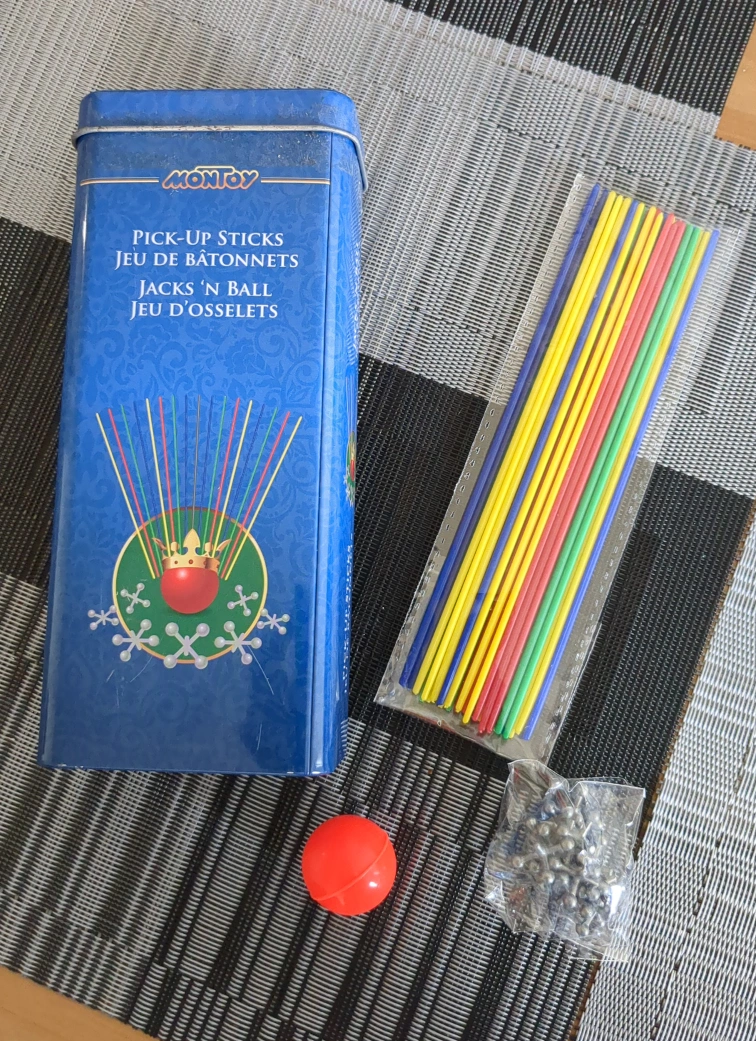 MONTOY
PICK-UP STICKS
JEU DE BÂTONNETS
JACKS 'N BALL
JEU D'OSSELETS